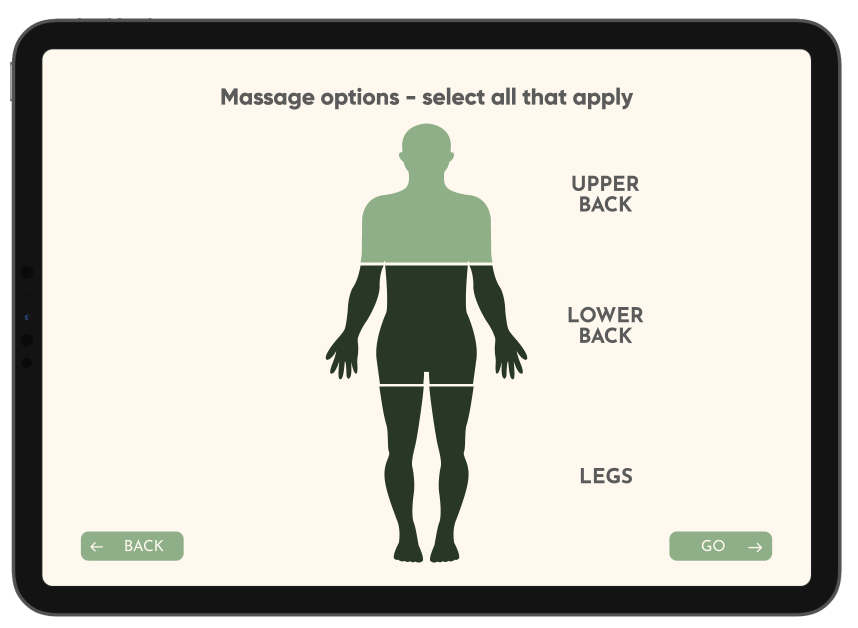 Massage options - select all that apply
UPPER
BACK
LOWER
BACK
LEGS
← BACK
GO →